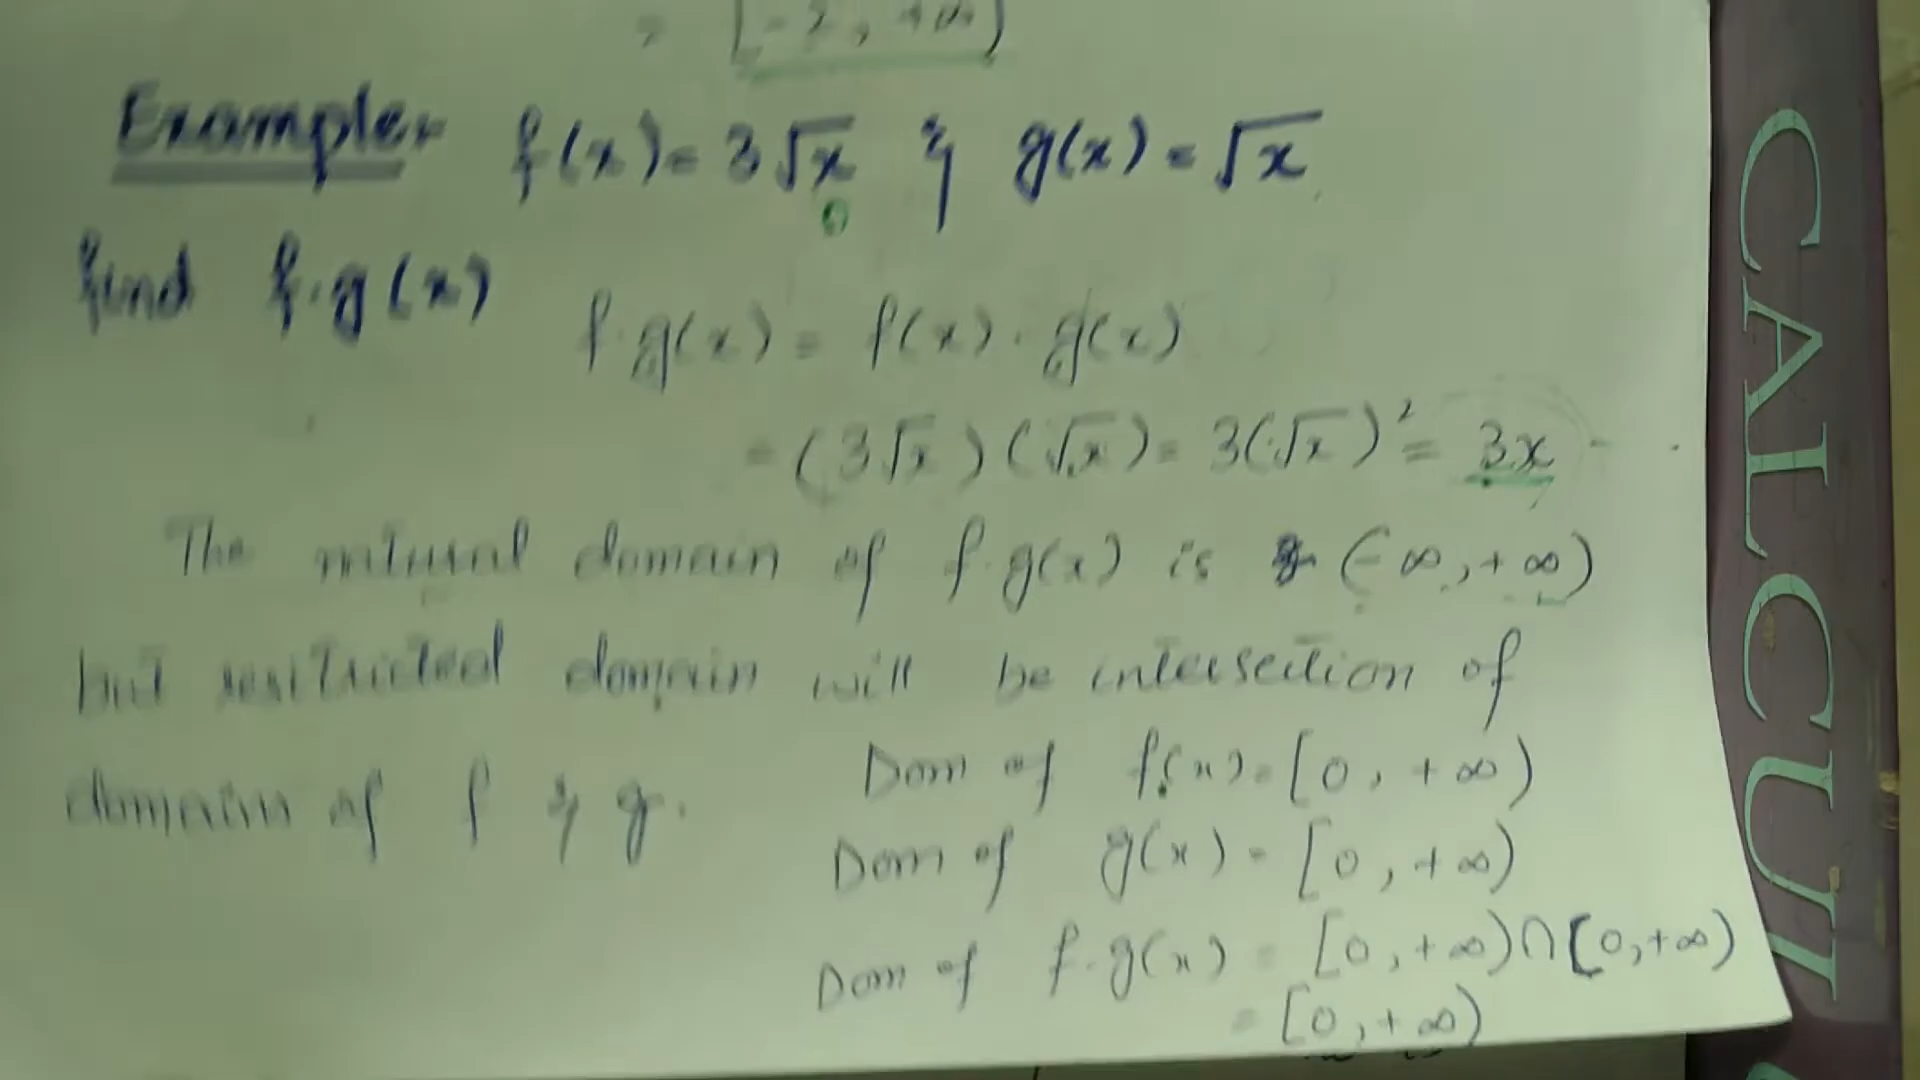 = [-2, +∞)
Example:- f(x) = 3√x & g(x) = √x
find f.g(x)
f.g(x) = f(x) . g(x)
= (3√x)(√x) = 3(√x)² = 3x
The natural domain of f.g(x) is (-∞, +∞)
but restricted domain will be intersection of
domain of f & g.
Dom of f(x) = [0, +∞)
Dom of g(x) = [0, +∞)
Dom of f.g(x) = [0, +∞)∩[0, +∞)
= [0, +∞)
CALCU